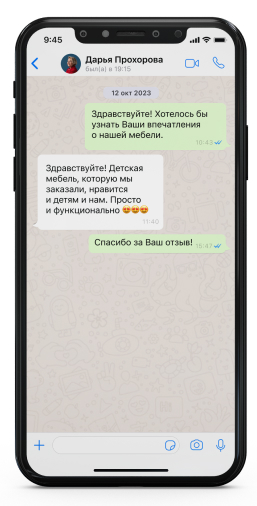 9:45
Дарья Прохорова
был(а) в 19:15
12 окт 2023
Здравствуйте! Хотелось бы
узнать Ваши впечатления
о нашей мебели.
16:43
Здравствуйте! Детская
мебель, которую мы
заказали, нравится
и детям и нам. Просто
и функционально 😍😍😍
11:40
Спасибо за Ваш отзыв!
16:47